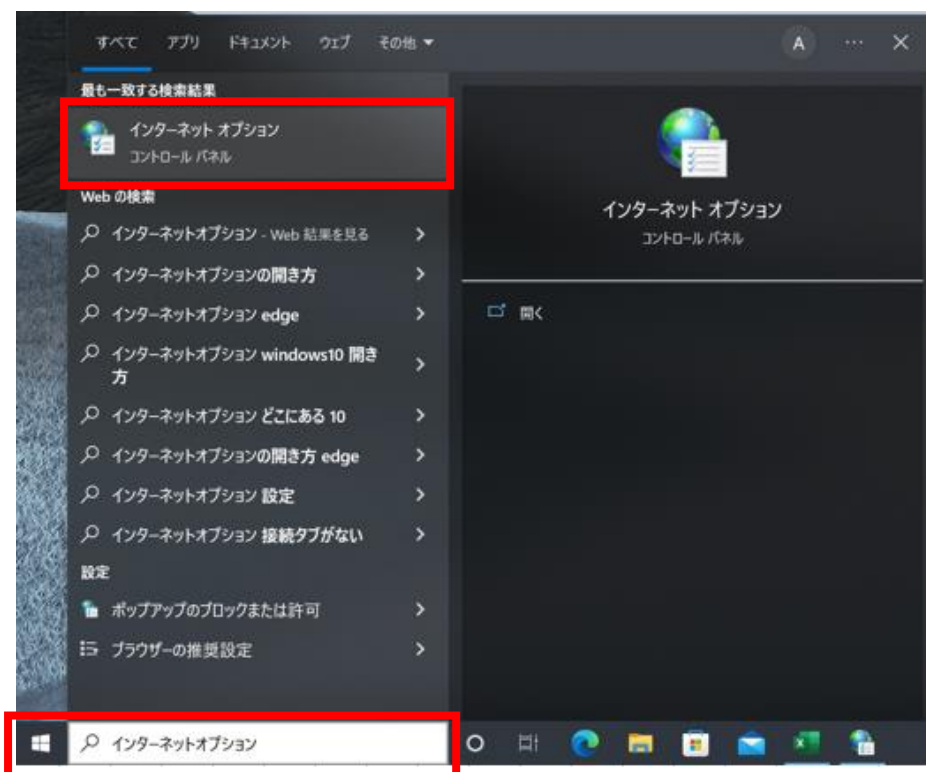 すべて アプリ ドキュメント ウェブ その他 ▼ A … ×
最も一致する検索結果
インターネット オプション
コントロール パネル
Web の検索
インターネットオプション - Web 結果を見る
インターネットオプションの開き方
インターネットオプション edge
インターネットオプション windows10 開き
方
インターネットオプション どこにある 10
インターネットオプションの開き方 edge
インターネットオプション 設定
インターネットオプション 接続タブがない
設定
ポップアップのブロックまたは許可
ブラウザーの推奨設定
インターネット オプション
コントロール パネル
開く
インターネットオプション